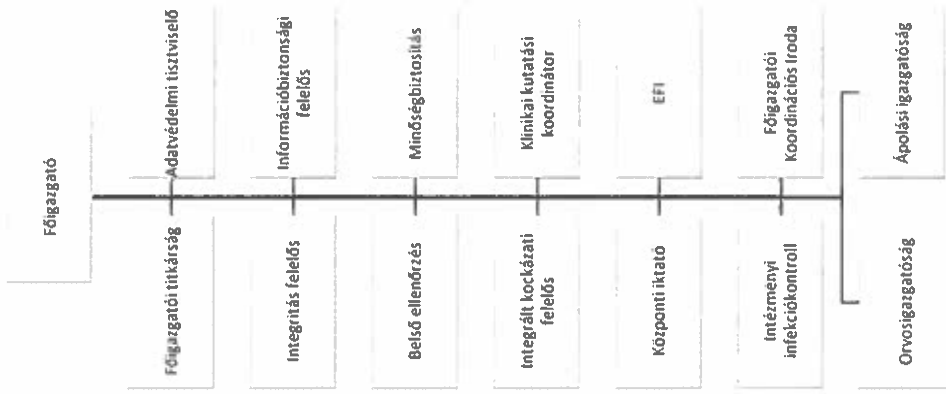 Főigazgató
Főigazgatói titkárság
Adatvédelmi tisztviselő
Integritás felelős
Információbiztonsági
felelős
Belső ellenőrzés
Minőségbiztosítás
Integrált kockázati
felelős
Klinikai kutatási
koordinátor
Központi iktató
EFI
Intézményi
infekciókontroll
Főigazgatói
Koordinációs Iroda
Orvosigazgatóság
Ápolási igazgatóság